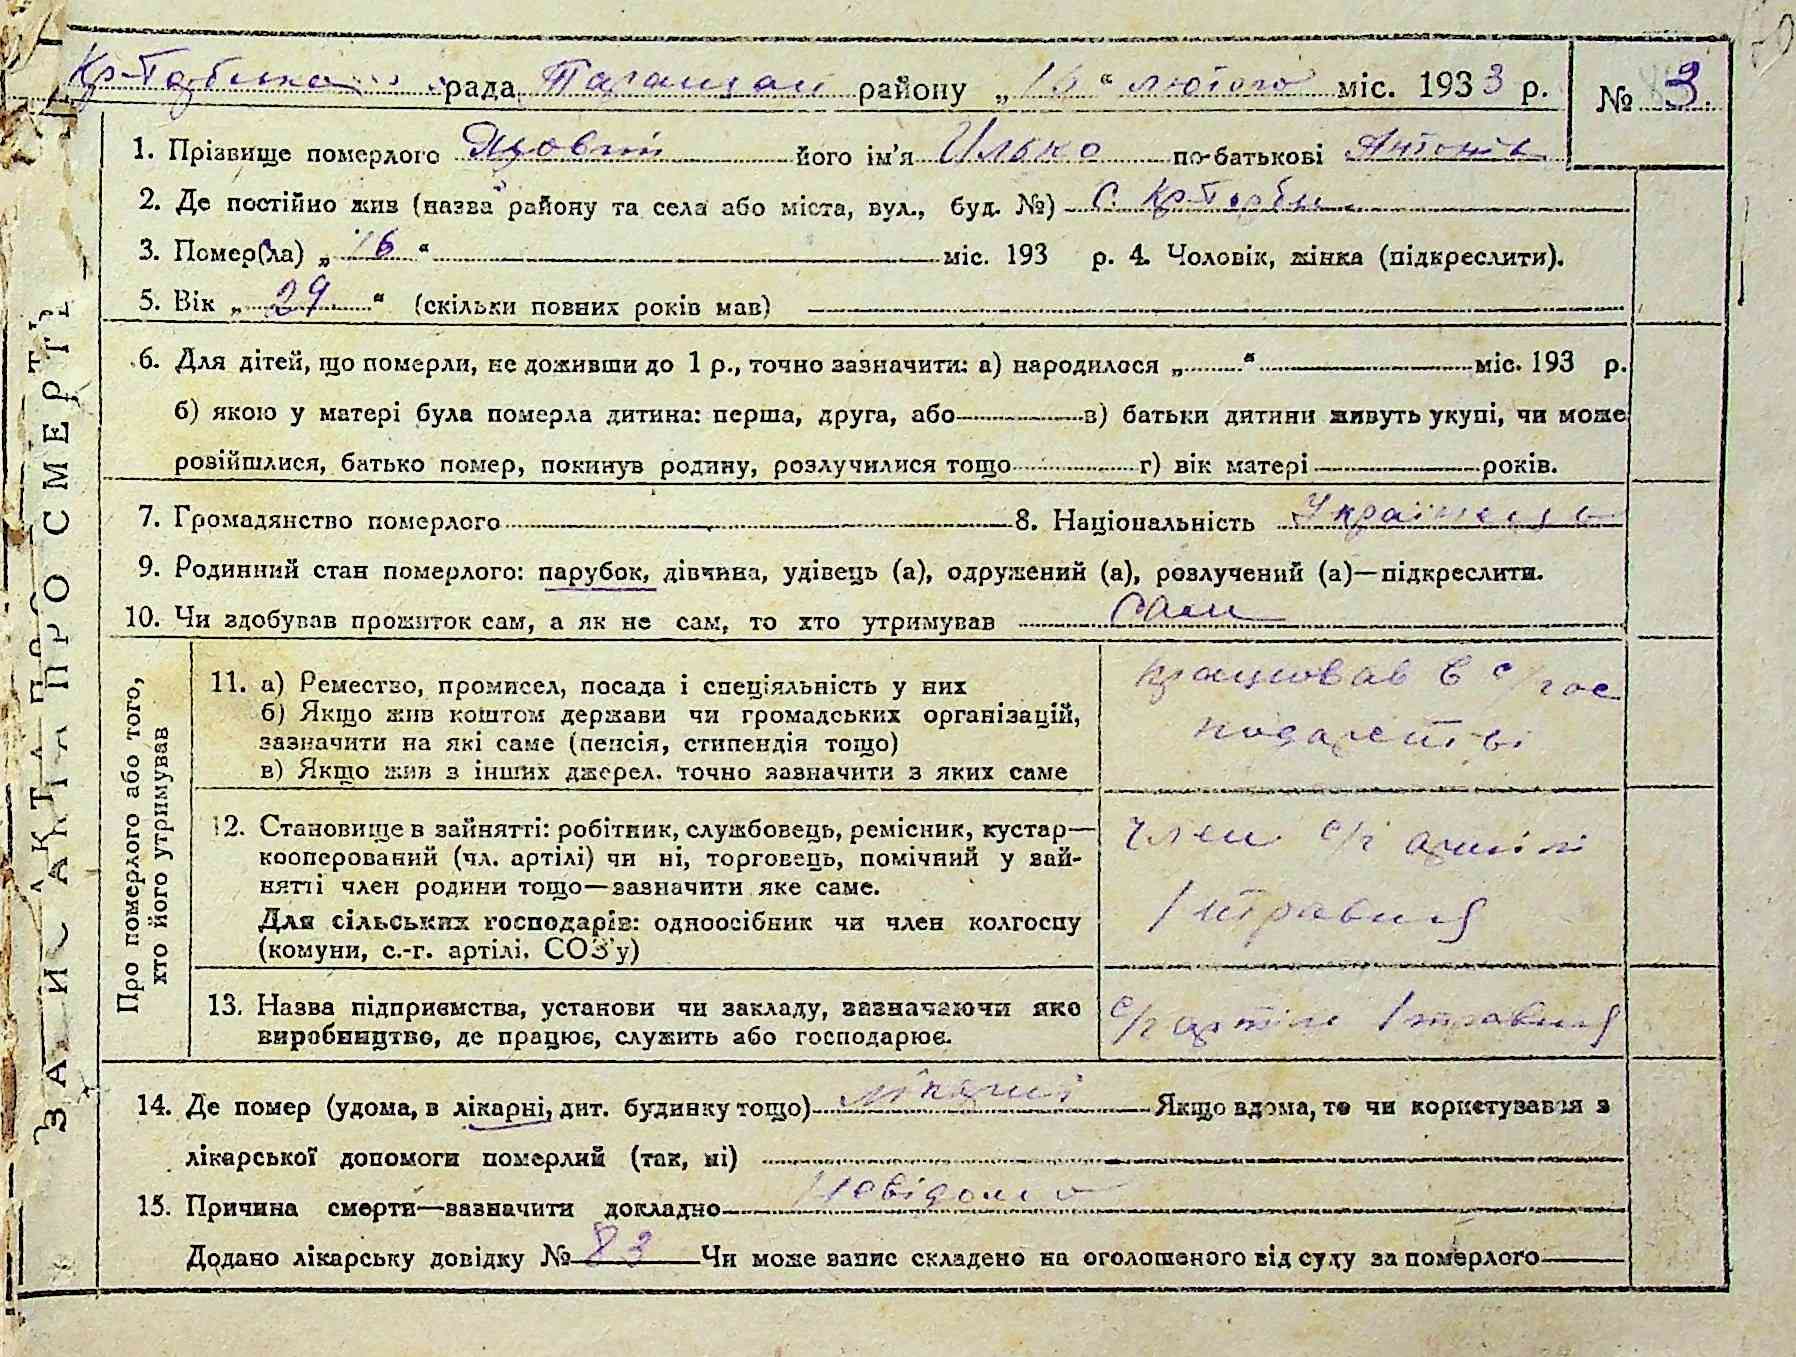 рада Таращан району „ 16 “ лютого міс. 1933 р. № 3.
1. Прізвище померлого його ім'я Илько по-батькові Антонів
2. Де постійно жив (назва району та села або міста, вул., буд. №) с. Кр-Торбин
3. Помер(ла) „ 16 “ міс. 193 р. 4. Чоловік, жінка (підкреслити).
5. Вік „ 29 “ (скільки повних років мав)
6. Для дітей, що померли, не доживши до 1 р., точно зазначити: а) народилося „ “ міс. 193 р.
б) якою у матері була померла дитина: перша, друга, або в) батьки дитини живуть укупі, чи може
розійшлися, батько помер, покинув родину, розлучилися тощо г) вік матері років.
7. Громадянство померлого 8. Національність
9. Родинний стан померлого: парубок, дівчина, удівець (а), одружений (а), розлучений (а)—підкреслити.
10. Чи здобував прожиток сам, а як не сам, то хто утримував сам
ЗАПИС АКТА ПРО СМЕРТЬ
Про померлого або того,
хто його утримував
11. а) Ремество, промисел, посада і спеціяльність у них
б) Якщо жив коштом держави чи громадських організацій,
зазначити на які саме (пенсія, стипендія тощо)
в) Якщо жив з інших джерел. точно зазначити з яких саме
працював в с/гос
подарстві
12. Становище в зайнятті: робітник, службовець, ремісник, кустар—
кооперований (чл. артілі) чи ні, торговець, помічний у зай-
нятті член родини тощо—зазначити яке саме.
Для сільських господарів: одноосібник чи член колгоспу
(комуни, с.-г. артілі. СОЗ'у)
член с/г артілі
1 травня
13. Назва підприємства, установи чи закладу, зазначаючи яке
виробництво, де працює, служить або господарює.
с/г артіль 1 травня
14. Де помер (удома, в лікарні, дит. будинку тощо) лікарні Якщо вдома, то чи користувався з
лікарської допомоги померлий (так, ні)
15. Причина смерти—зазначити докладно Невідомо
Додано лікарську довідку № 83 Чи може запис складено на оголошеного від суду за померлого